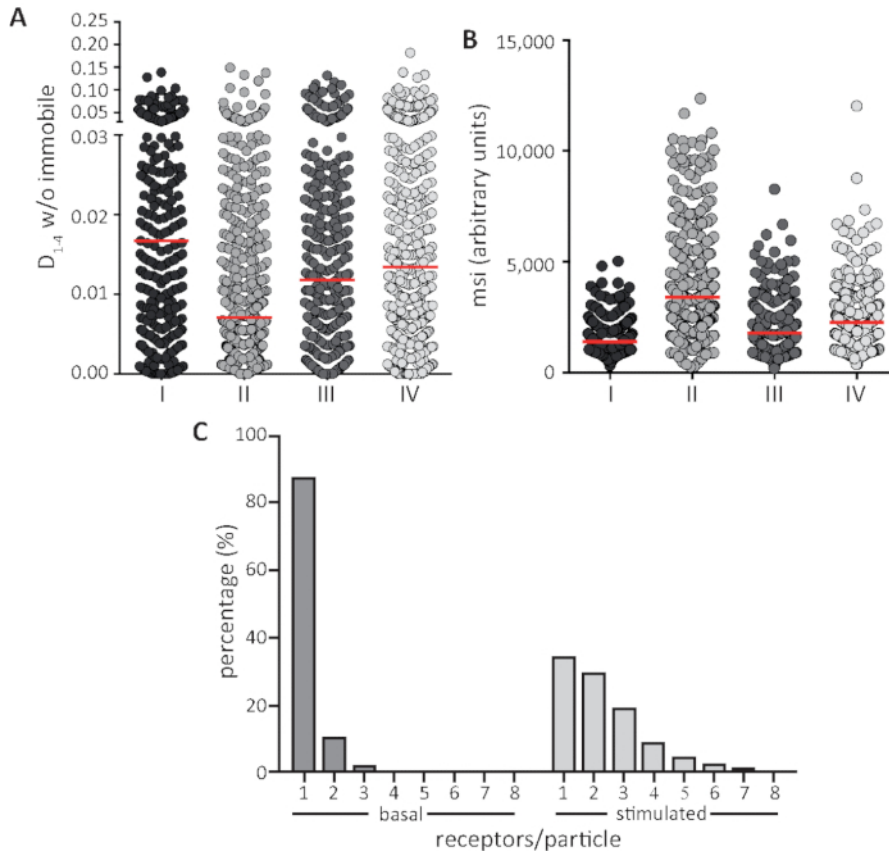 A
D1-4 w/o immobile
0.25
0.20
0.15
0.10
0.05
0.03
0.02
0.01
0.00
I II III IV
B
msi (arbitrary units)
15,000
10,000
5,000
0
I II III IV
C
percentage (%)
100
80
60
40
20
0
1 2 3 4 5 6 7 8 1 2 3 4 5 6 7 8
basal stimulated
receptors/particle